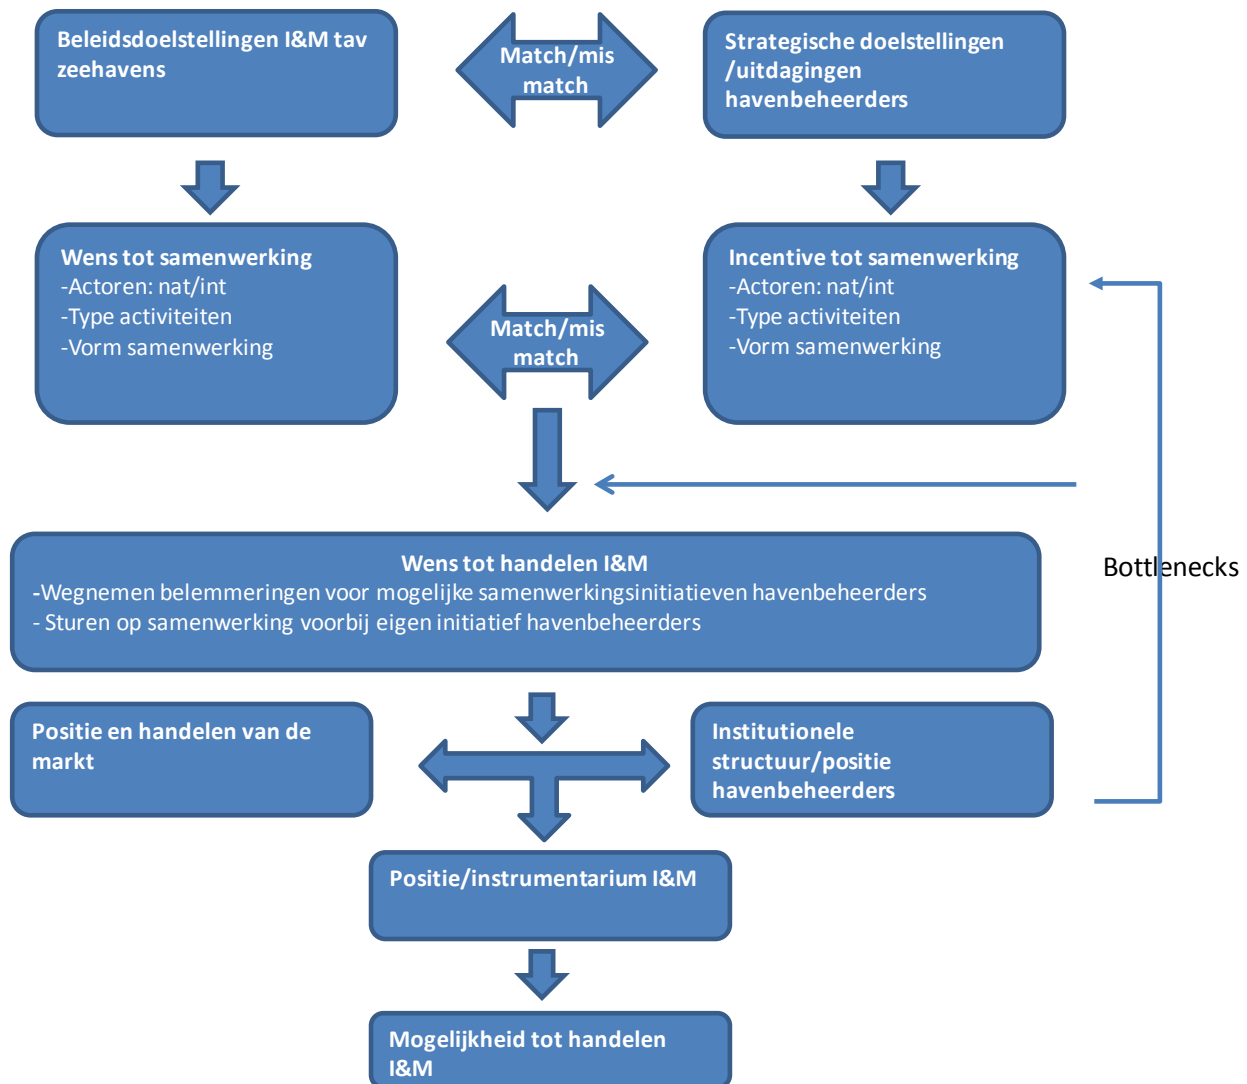 Beleidsdoelstellingen I&M tav
zeehavens
Match/mis
match
Strategische doelstellingen
/uitdagingen
havenbeheerders
Wens tot samenwerking
-Actoren: nat/int
-Type activiteiten
-Vorm samenwerking
Match/mis
match
Incentive tot samenwerking
-Actoren: nat/int
-Type activiteiten
-Vorm samenwerking
Wens tot handelen I&M
-Wegnemen belemmeringen voor mogelijke samenwerkingsinitiatieven havenbeheerders
- Sturen op samenwerking voorbij eigen initiatief havenbeheerders
Bottlenecks
Positie en handelen van de
markt
Institutionele
structuur/positie
havenbeheerders
Positie/instrumentarium I&M
Mogelijkheid tot handelen
I&M